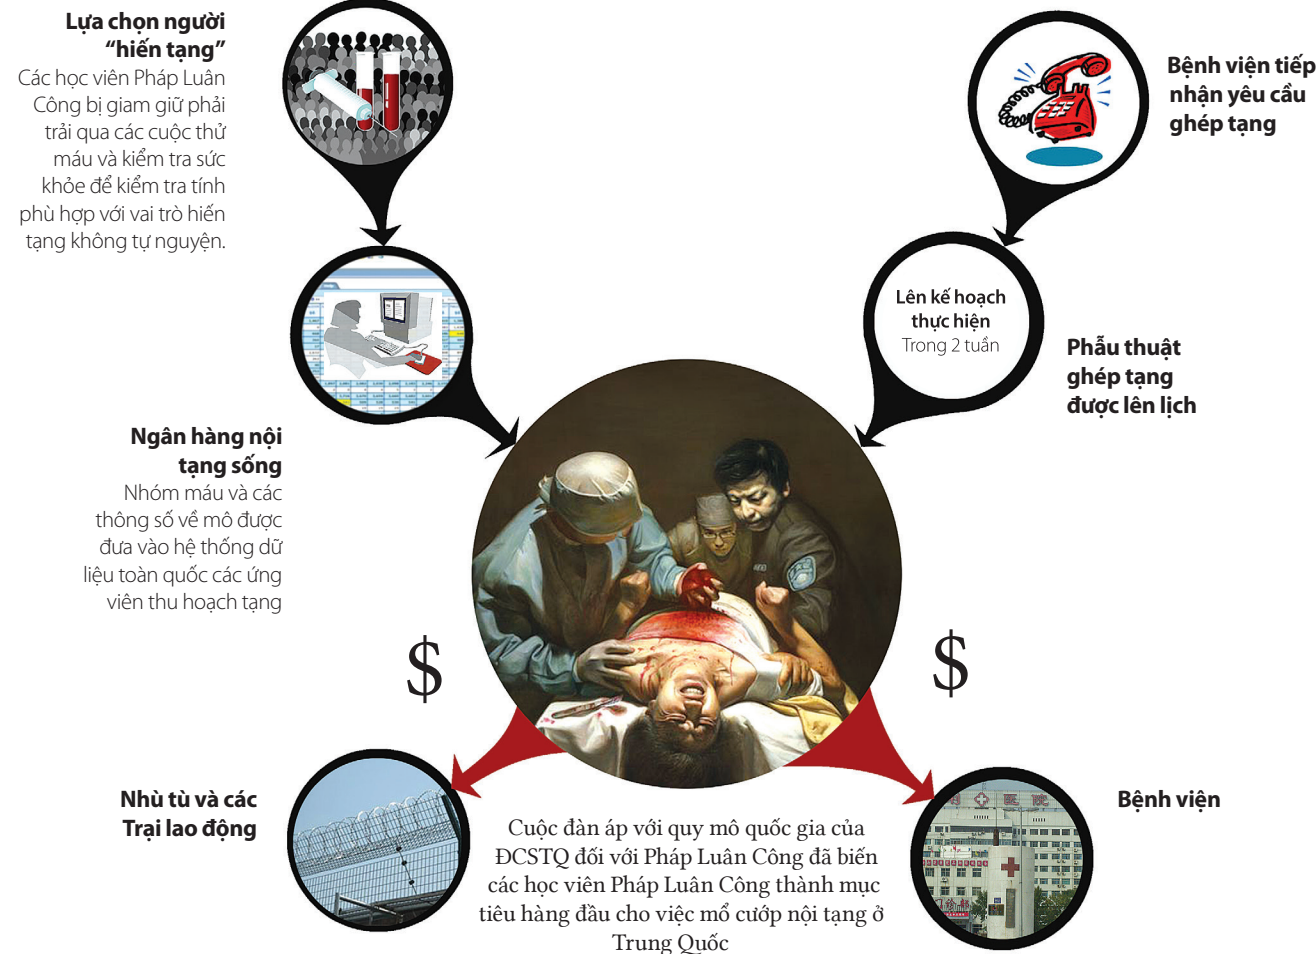 Lựa chọn người
“hiến tạng”
Các học viên Pháp Luân
Công bị giam giữ phải
trải qua các cuộc thử
máu và kiểm tra sức
khỏe để kiểm tra tính
phù hợp với vai trò hiến
tạng không tự nguyện.
Bệnh viện tiếp
nhận yêu cầu
ghép tạng
Lên kế hoạch
thực hiện
Trong 2 tuần
Phẫu thuật
ghép tạng
được lên lịch
Ngân hàng nội
tạng sống
Nhóm máu và các
thông số về mô được
đưa vào hệ thống dữ
liệu toàn quốc các ứng
viên thu hoạch tạng
$
$
Nhù tù và các
Trại lao động
Bệnh viện
医院
Cuộc đàn áp với quy mô quốc gia của
ĐCSTQ đối với Pháp Luân Công đã biến
các học viên Pháp Luân Công thành mục
tiêu hàng đầu cho việc mổ cướp nội tạng ở
Trung Quốc